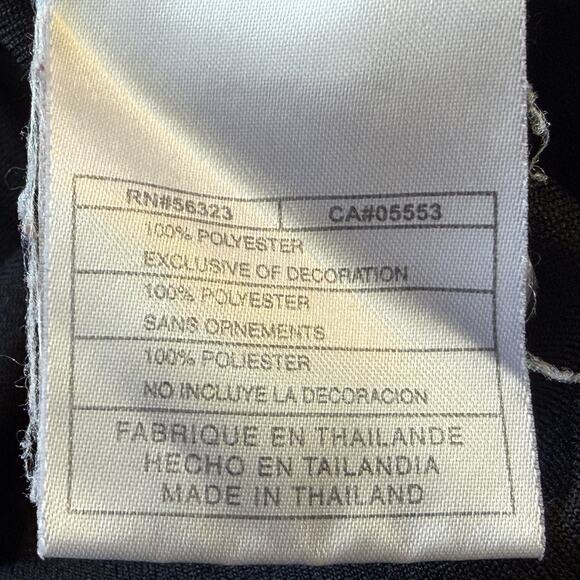 RN#56323 CA#05553
100% POLYESTER
EXCLUSIVE OF DECORATION
100% POLYESTER
SANS ORNEMENTS
100% POLIESTER
NO INCLUYE LA DECORACION
FABRIQUE EN THAILANDE
HECHO EN TAILANDIA
MADE IN THAILAND